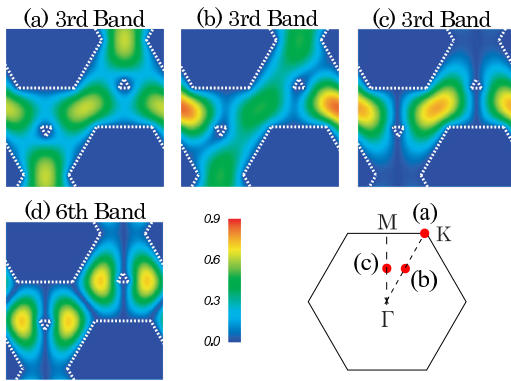 (a) 3rd Band (b) 3rd Band (c) 3rd Band
(d) 6th Band
0.9
0.6
0.3
0.0
(a)
M
K
(c)
(b)
Γ